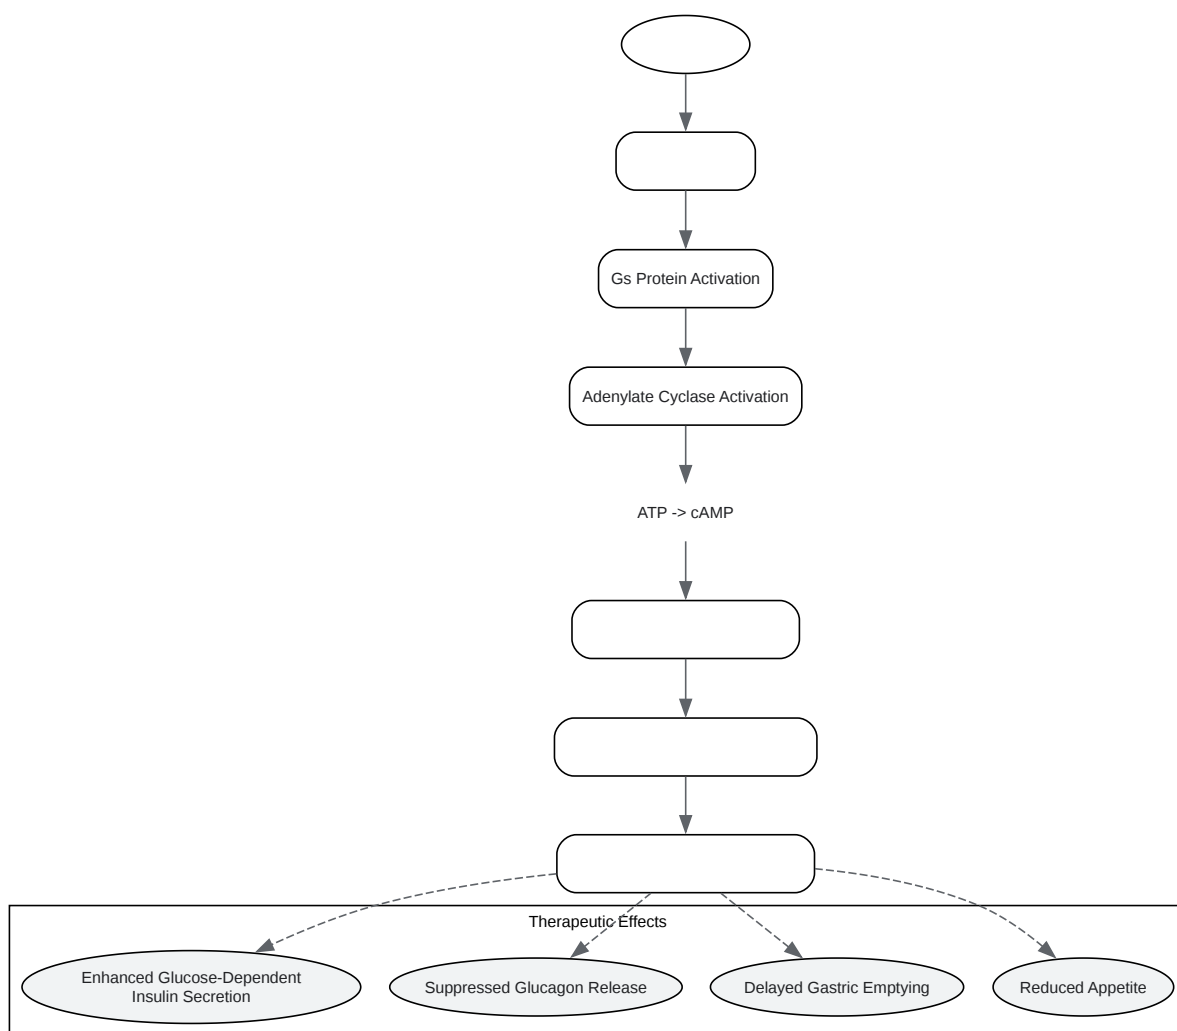 Gs Protein Activation
Adenylate Cyclase Activation
ATP -> cAMP
Therapeutic Effects
Enhanced Glucose-Dependent
Insulin Secretion
Suppressed Glucagon Release
Delayed Gastric Emptying
Reduced Appetite